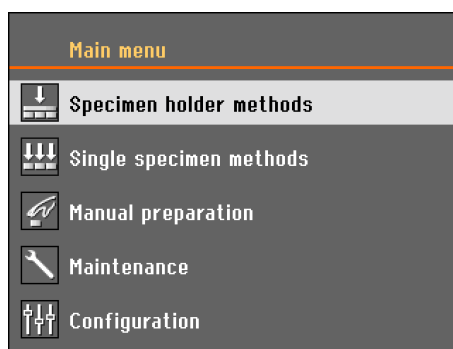 Main menu
Specimen holder methods
Single specimen methods
Manual preparation
Maintenance
Configuration